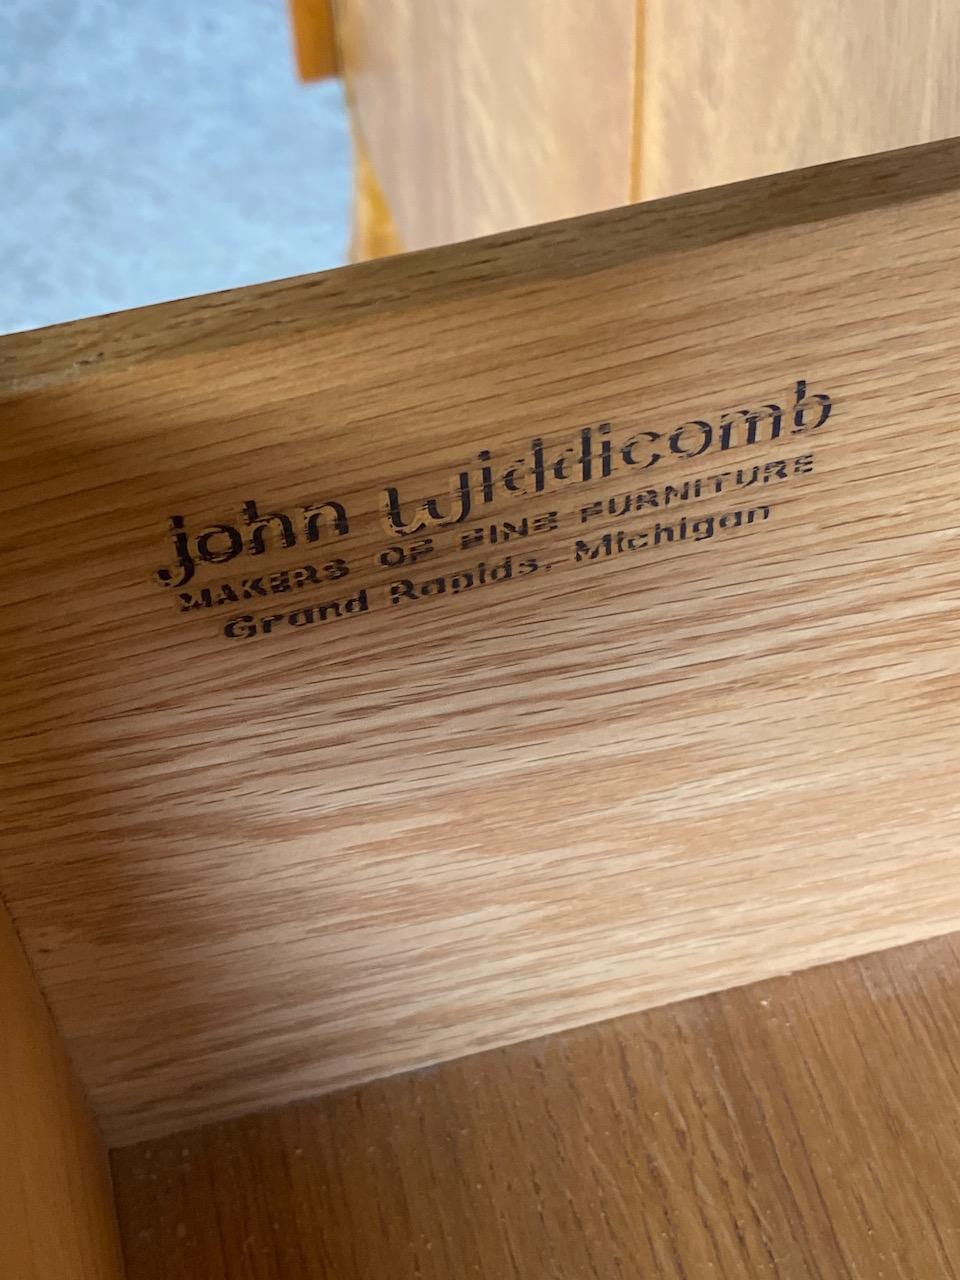 john widdicomb
MAKERS OF FINE FURNITURE
Grand Rapids, Michigan